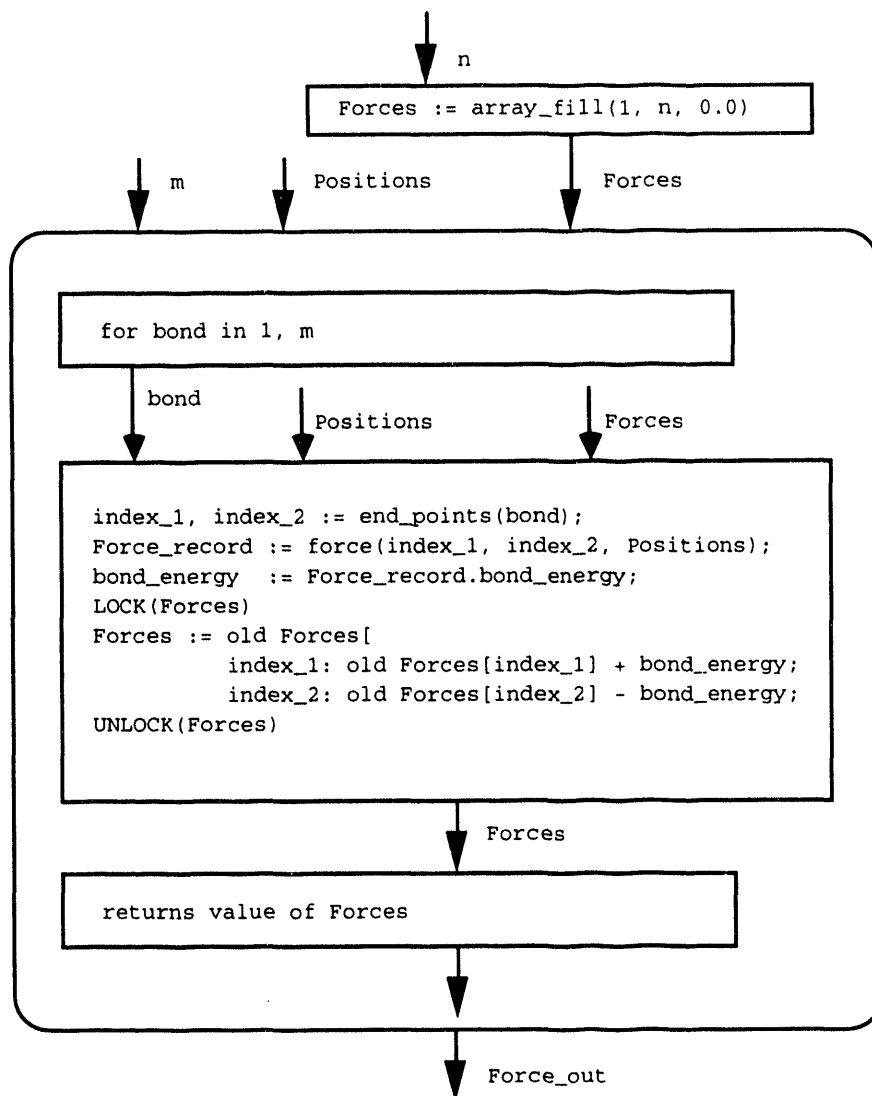 n
Forces := array_fill(1, n, 0.0)
m
Positions
Forces
for bond in 1, m
bond
Positions
Forces
index_1, index_2 := end_points(bond);
Force_record := force(index_1, index_2, Positions);
bond_energy := Force_record.bond_energy;
LOCK(Forces)
Forces := old Forces[
index_1: old Forces[index_1] + bond_energy;
index_2: old Forces[index_2] - bond_energy;
UNLOCK(Forces)
Forces
returns value of Forces
Force_out